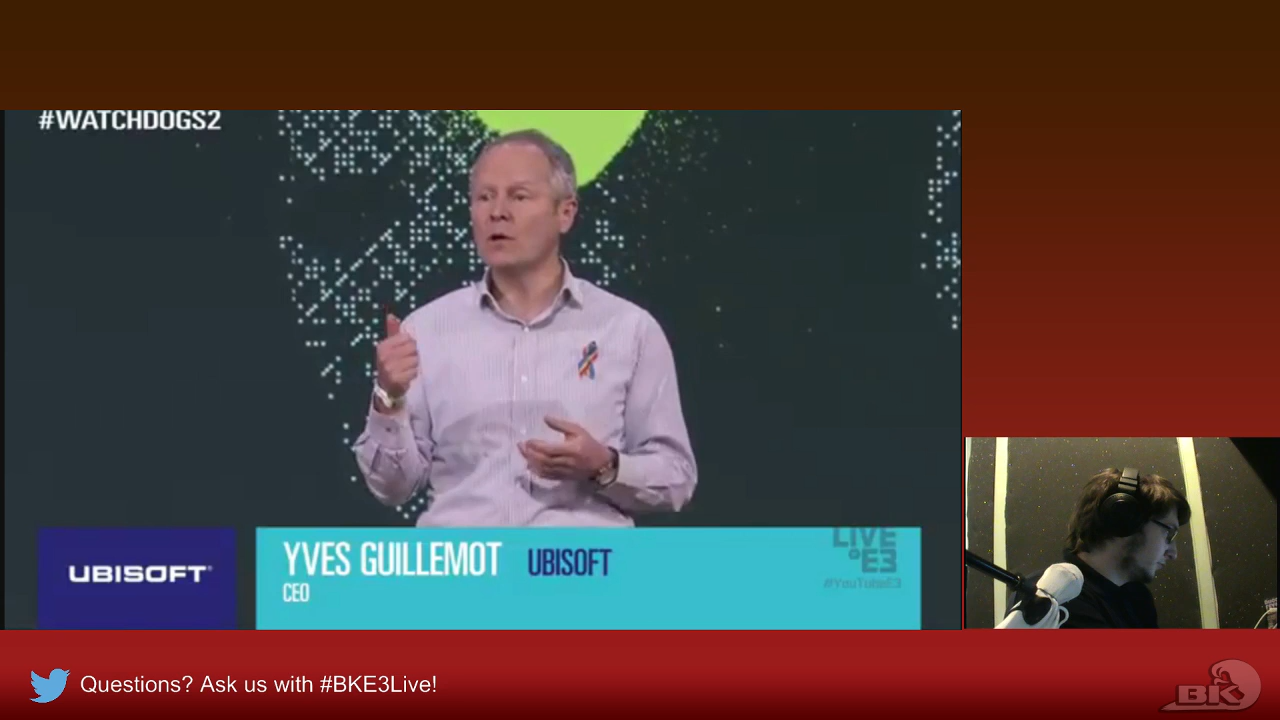 #WATCHDOGS2
UBISOFT
YVES GUILLEMOT UBISOFT
CEO
LIVE
@E3
#YouTubeE3
Questions? Ask us with #BKE3Live!
BK